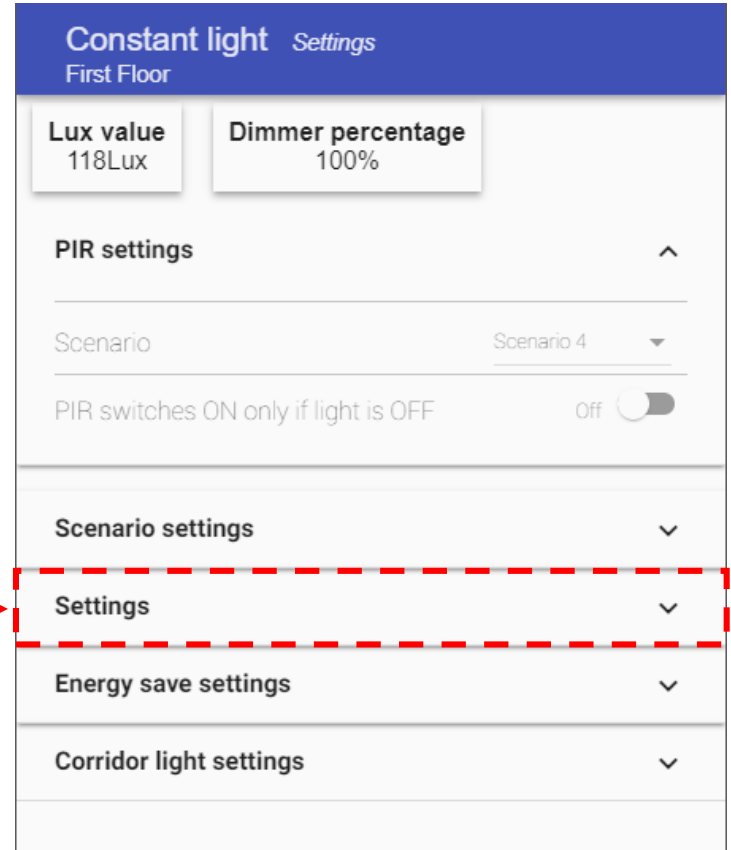 Constant light Settings
First Floor
Lux value
118Lux
Dimmer percentage
100%
PIR settings
Scenario
Scenario 4
PIR switches ON only if light is OFF
Off
Scenario settings
Settings
Energy save settings
Corridor light settings